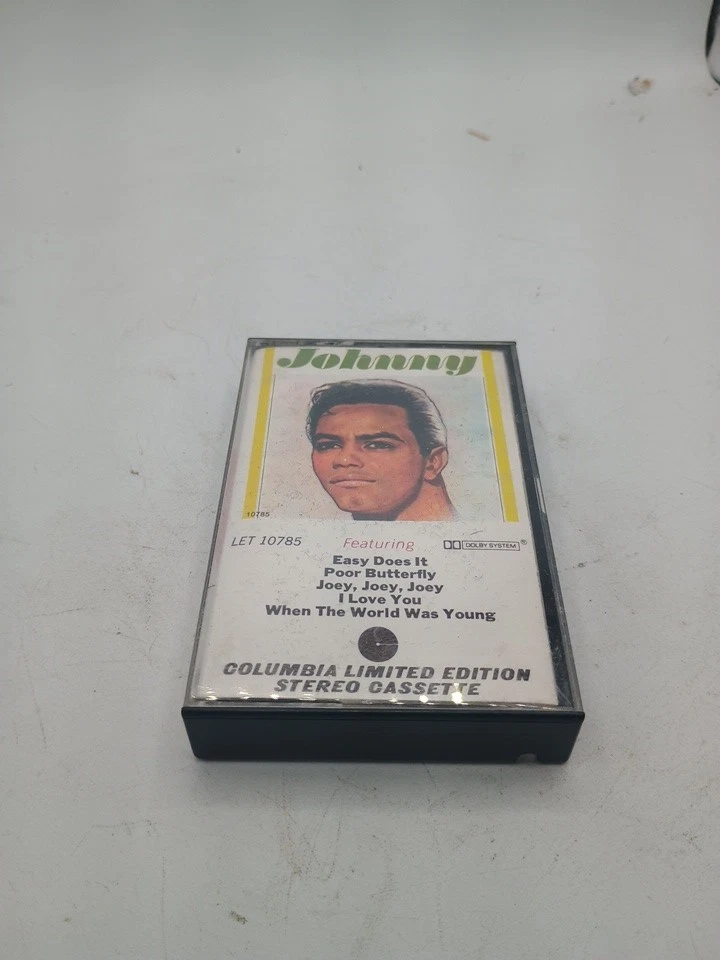 Johnny
10785
LET 10785 Featuring DOLBY SYSTEM®
Easy Does It
Poor Butterfly
Joey, Joey, Joey
I Love You
When The World Was Young
COLUMBIA LIMITED EDITION
STEREO CASSETTE